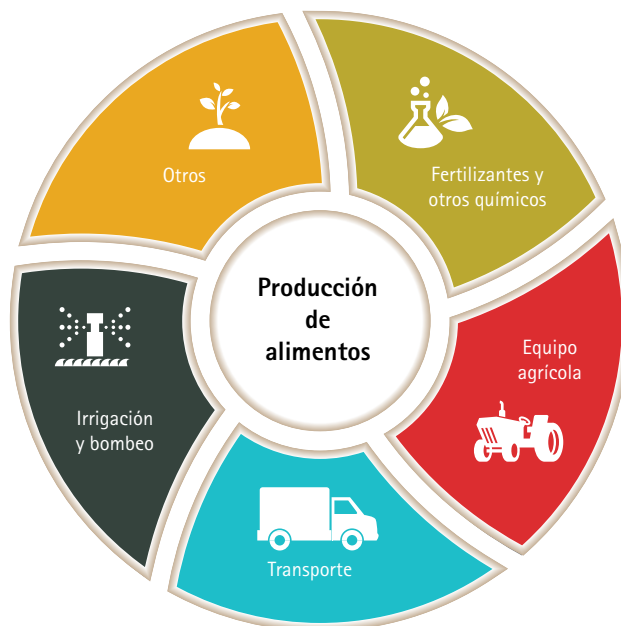 Otros
Fertilizantes y
otros químicos
Producción
de
alimentos
Equipo
agrícola
Irrigación
y bombeo
Transporte